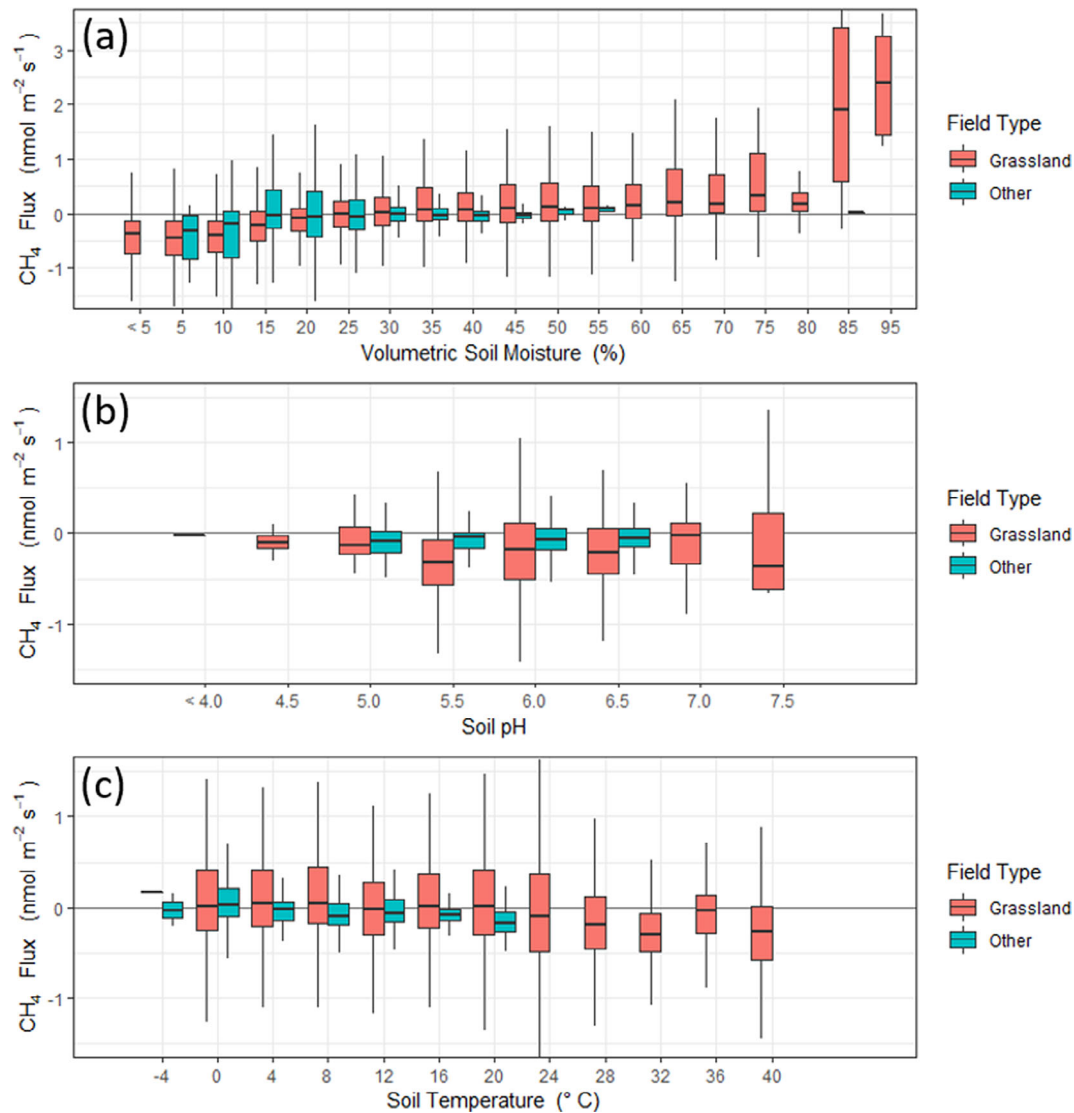 (a)
CH₄ Flux (nmol m⁻² s⁻¹)
3
2
1
0
-1
< 5 5 10 15 20 25 30 35 40 45 50 55 60 65 70 75 80 85 95
Volumetric Soil Moisture (%)
Field Type
Grassland
Other
(b)
CH₄ Flux (nmol m⁻² s⁻¹)
1
0
-1
< 4.0 4.5 5.0 5.5 6.0 6.5 7.0 7.5
Soil pH
Field Type
Grassland
Other
(c)
CH₄ Flux (nmol m⁻² s⁻¹)
1
0
-1
-4 0 4 8 12 16 20 24 28 32 36 40
Soil Temperature (° C)
Field Type
Grassland
Other